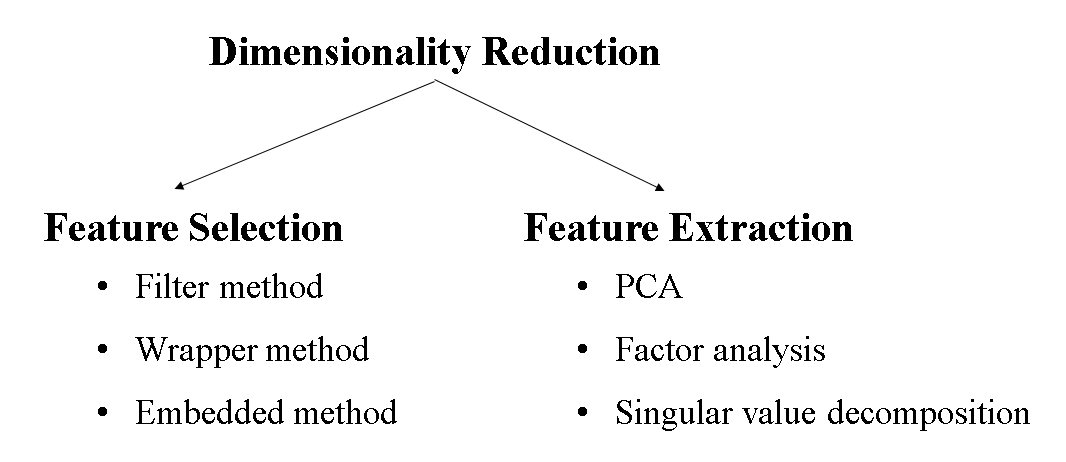 Dimensionality Reduction
Feature Selection
• Filter method
• Wrapper method
• Embedded method
Feature Extraction
• PCA
• Factor analysis
• Singular value decomposition